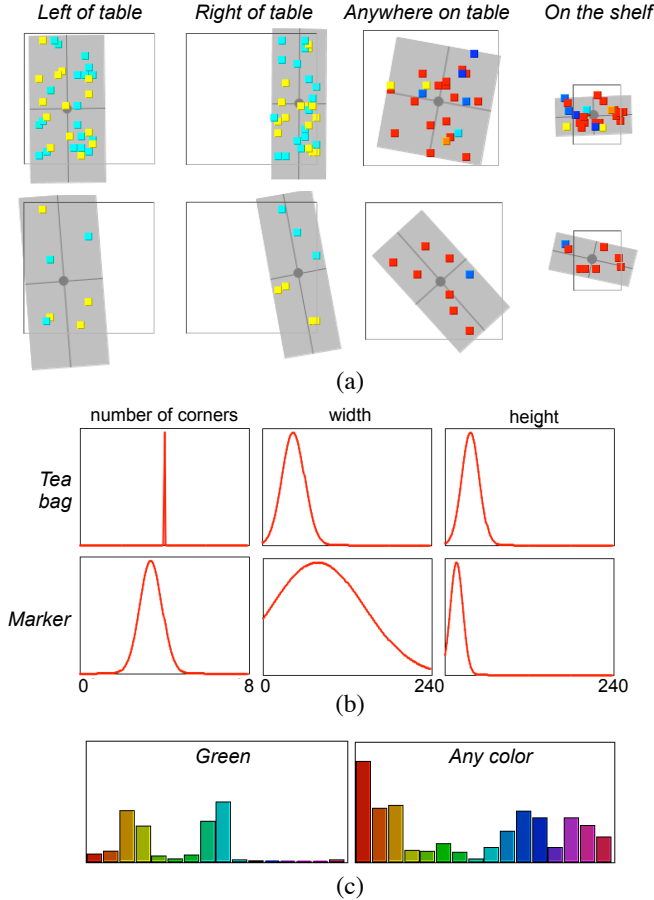 Left of table
Right of table
Anywhere on table
On the shelf
(a)
number of corners
width
height
Tea
bag
Marker
0
8
0
240
240
(b)
Green
Any color
(c)